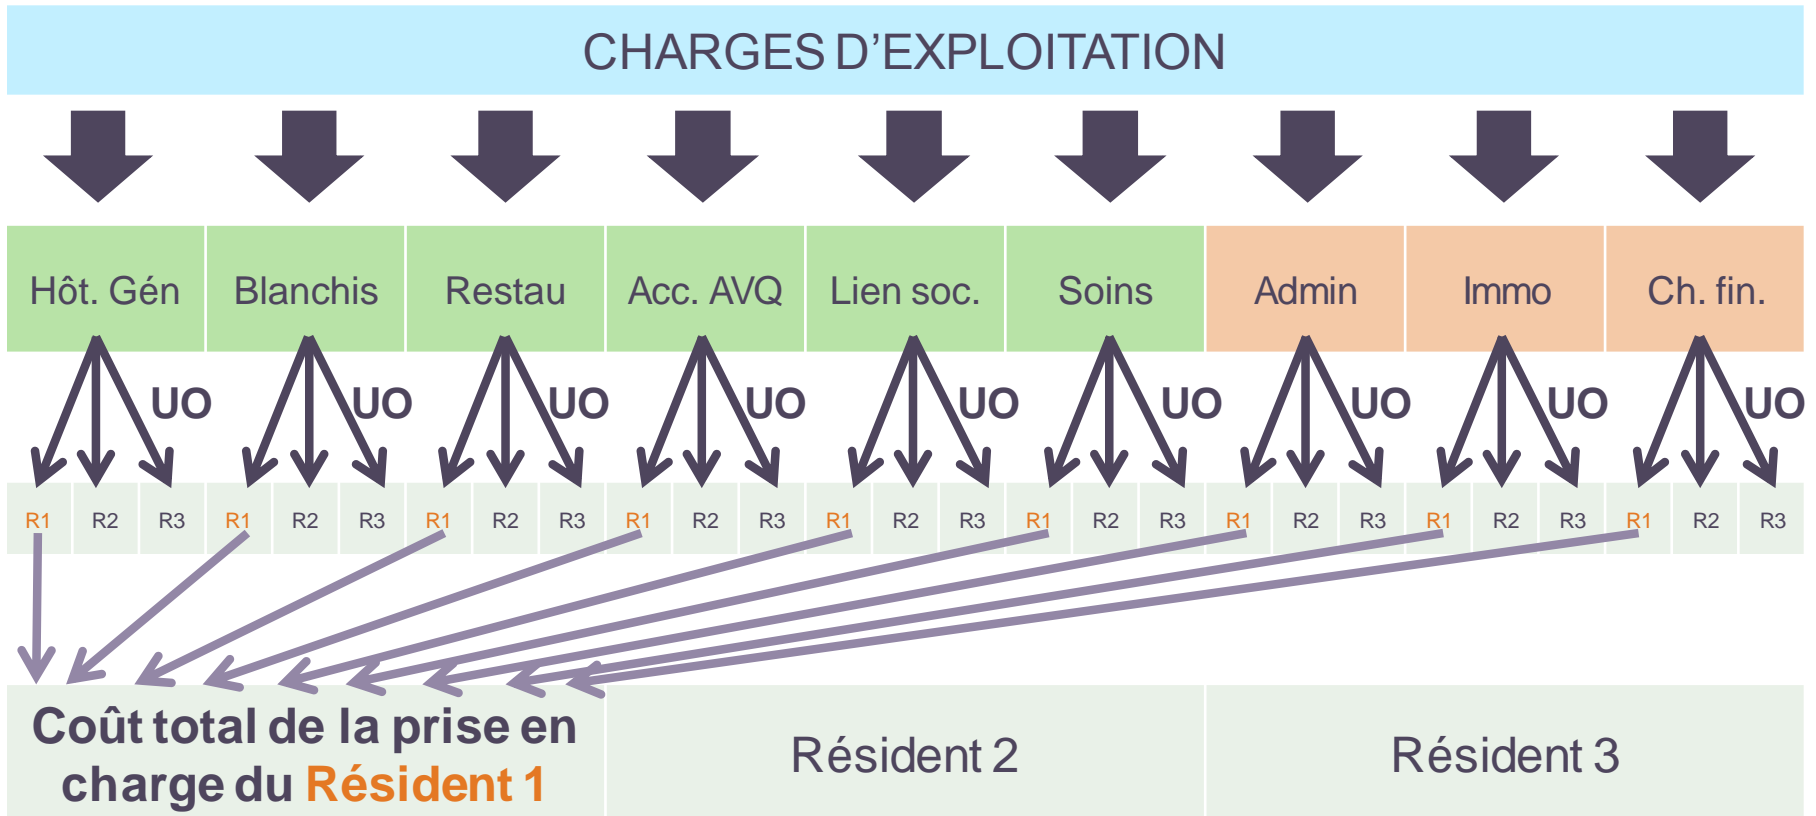 CHARGES D’EXPLOITATION
Hôt. Gén Blanchis Restau Acc. AVQ Lien soc. Soins Admin Immo Ch. fin.
UO UO UO UO UO UO UO UO UO
R1 R2 R3 R1 R2 R3 R1 R2 R3 R1 R2 R3 R1 R2 R3 R1 R2 R3 R1 R2 R3 R1 R2 R3 R1 R2 R3
Coût total de la prise en
charge du Résident 1
Résident 2
Résident 3